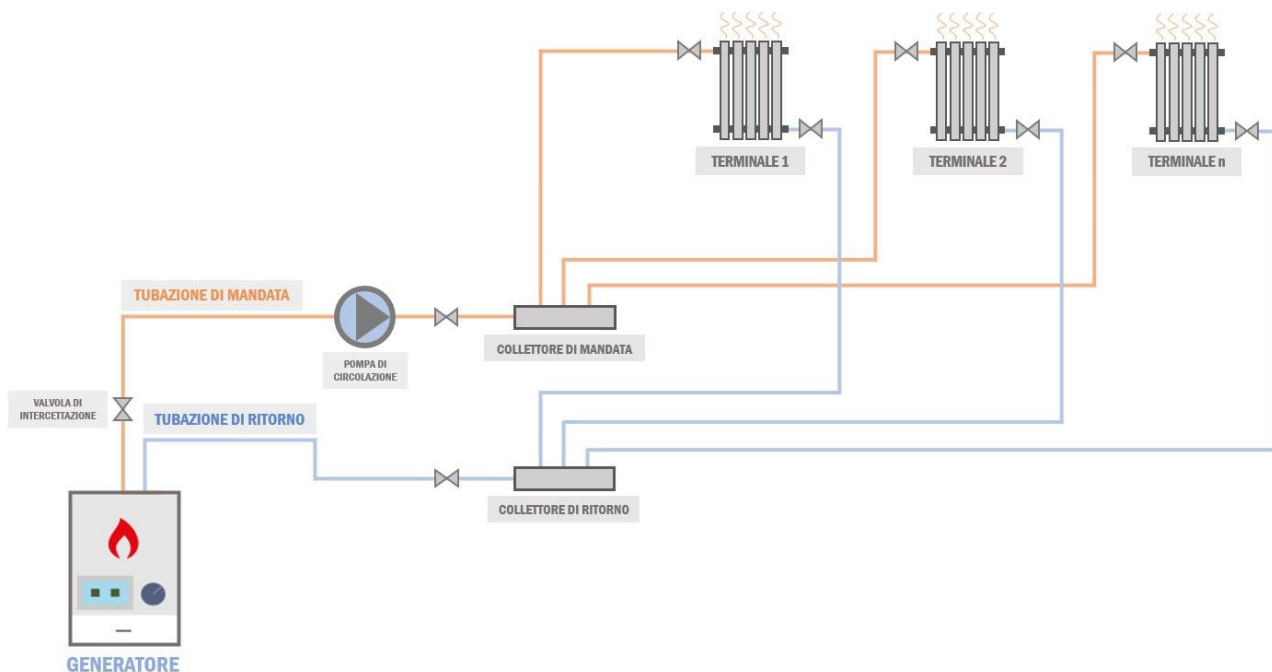 TERMINALE 1
TERMINALE 2
TERMINALE n
TUBAZIONE DI MANDATA
COLLETTORE DI MANDATA
POMPA DI
CIRCOLAZIONE
VALVOLA DI
INTERCETTAZIONE
TUBAZIONE DI RITORNO
COLLETTORE DI RITORNO
GENERATORE